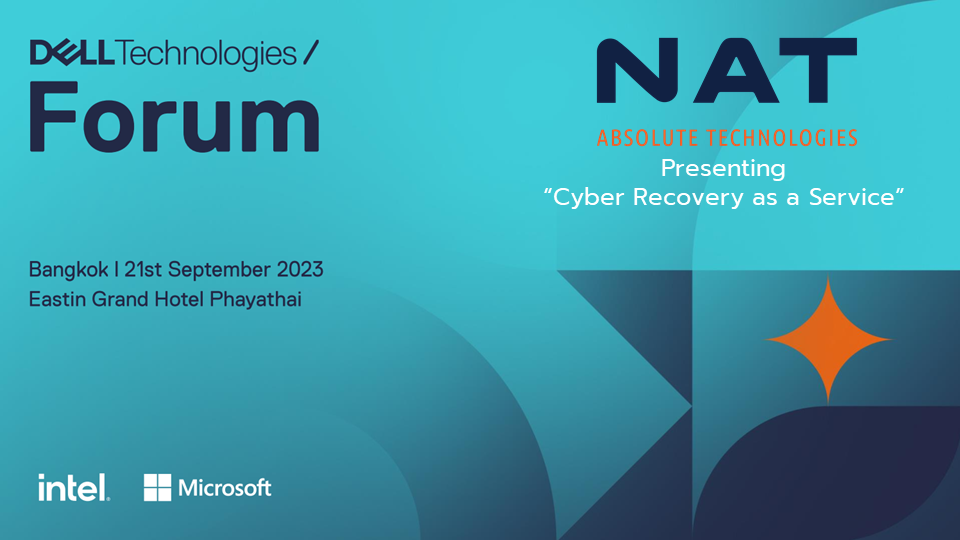 DELLTechnologies /
Forum
NAT
ABSOLUTE TECHNOLOGIES
Presenting
“Cyber Recovery as a Service”
Bangkok | 21st September 2023
Eastin Grand Hotel Phayathai
intel.
Microsoft